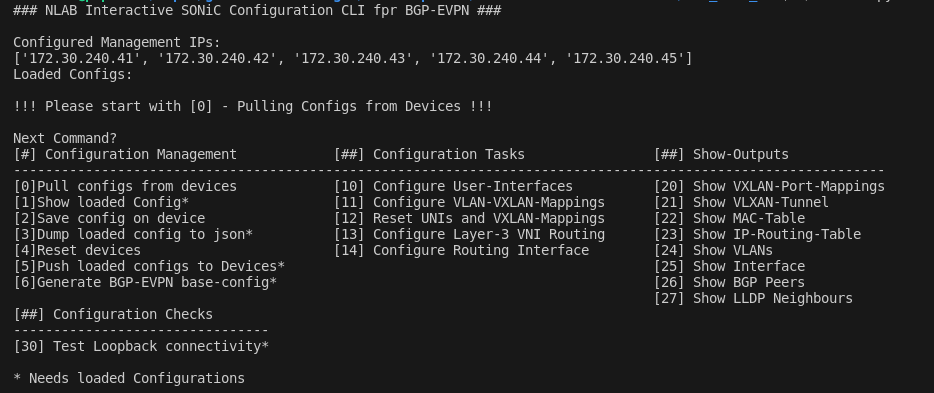 ### NLAB Interactive SONiC Configuration CLI fpr BGP-EVPN ###
Configured Management IPs:
['172.30.240.41', '172.30.240.42', '172.30.240.43', '172.30.240.44', '172.30.240.45']
Loaded Configs:
!!! Please start with [0] - Pulling Configs from Devices !!!
Next Command?
[#] Configuration Management [##] Configuration Tasks [##] Show-Outputs
-------------------------------------------------------------------------------------------------------------
[0]Pull configs from devices [10] Configure User-Interfaces [20] Show VXLAN-Port-Mappings
[1]Show loaded Config* [11] Configure VLAN-VXLAN-Mappings [21] Show VLXAN-Tunnel
[2]Save config on device [12] Reset UNIs and VXLAN-Mappings [22] Show MAC-Table
[3]Dump loaded config to json* [13] Configure Layer-3 VNI Routing [23] Show IP-Routing-Table
[4]Reset devices [14] Configure Routing Interface [24] Show VLANs
[5]Push loaded configs to Devices* [25] Show Interface
[6]Generate BGP-EVPN base-config* [26] Show BGP Peers
[27] Show LLDP Neighbours
[##] Configuration Checks
--------------------------------
[30] Test Loopback connectivity*
* Needs loaded Configurations